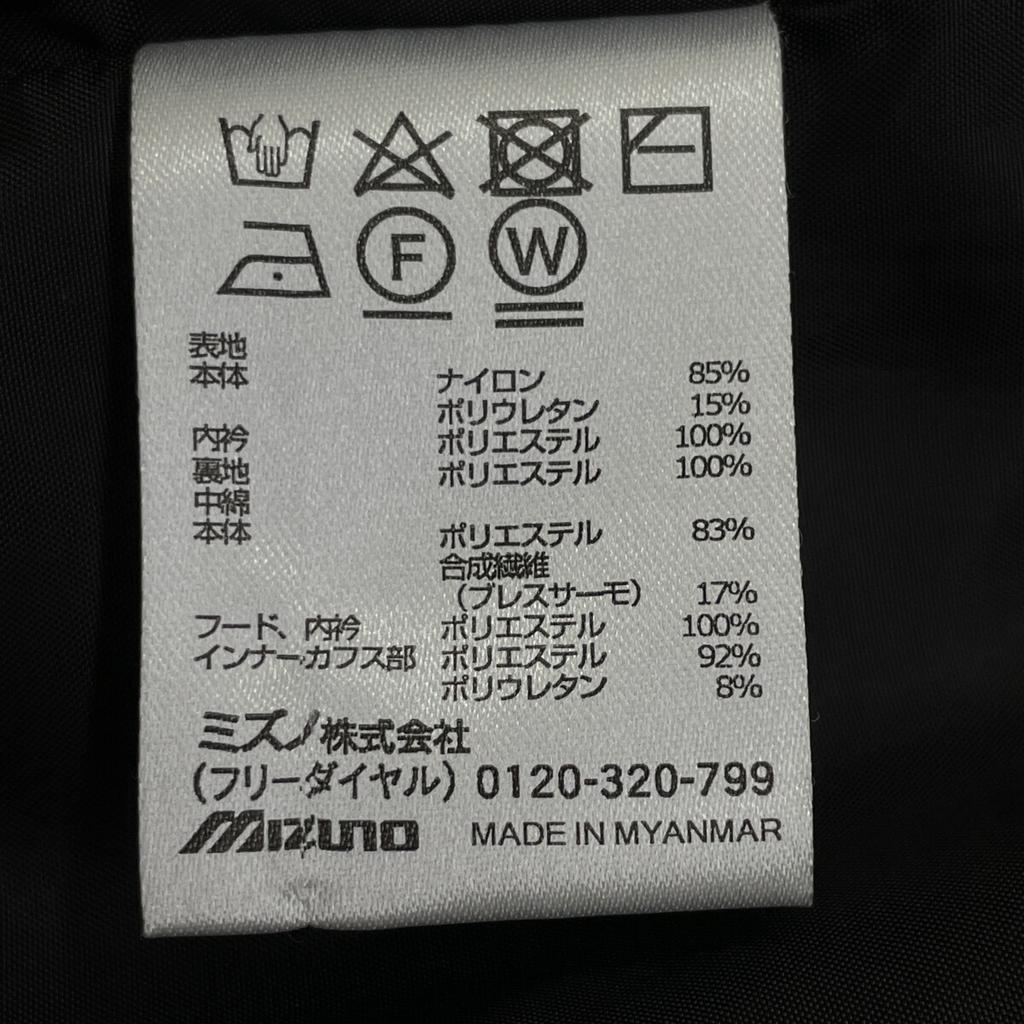 F W
表地
本体 ナイロン 85%
ポリウレタン 15%
内衿 ポリエステル 100%
裏地 ポリエステル 100%
中綿
本体 ポリエステル 83%
合成繊維
（ブレスサーモ） 17%
フード、内衿 ポリエステル 100%
インナーカフス部 ポリエステル 92%
ポリウレタン 8%
ミズノ株式会社
(フリーダイヤル) 0120-320-799
Mizuno MADE IN MYANMAR